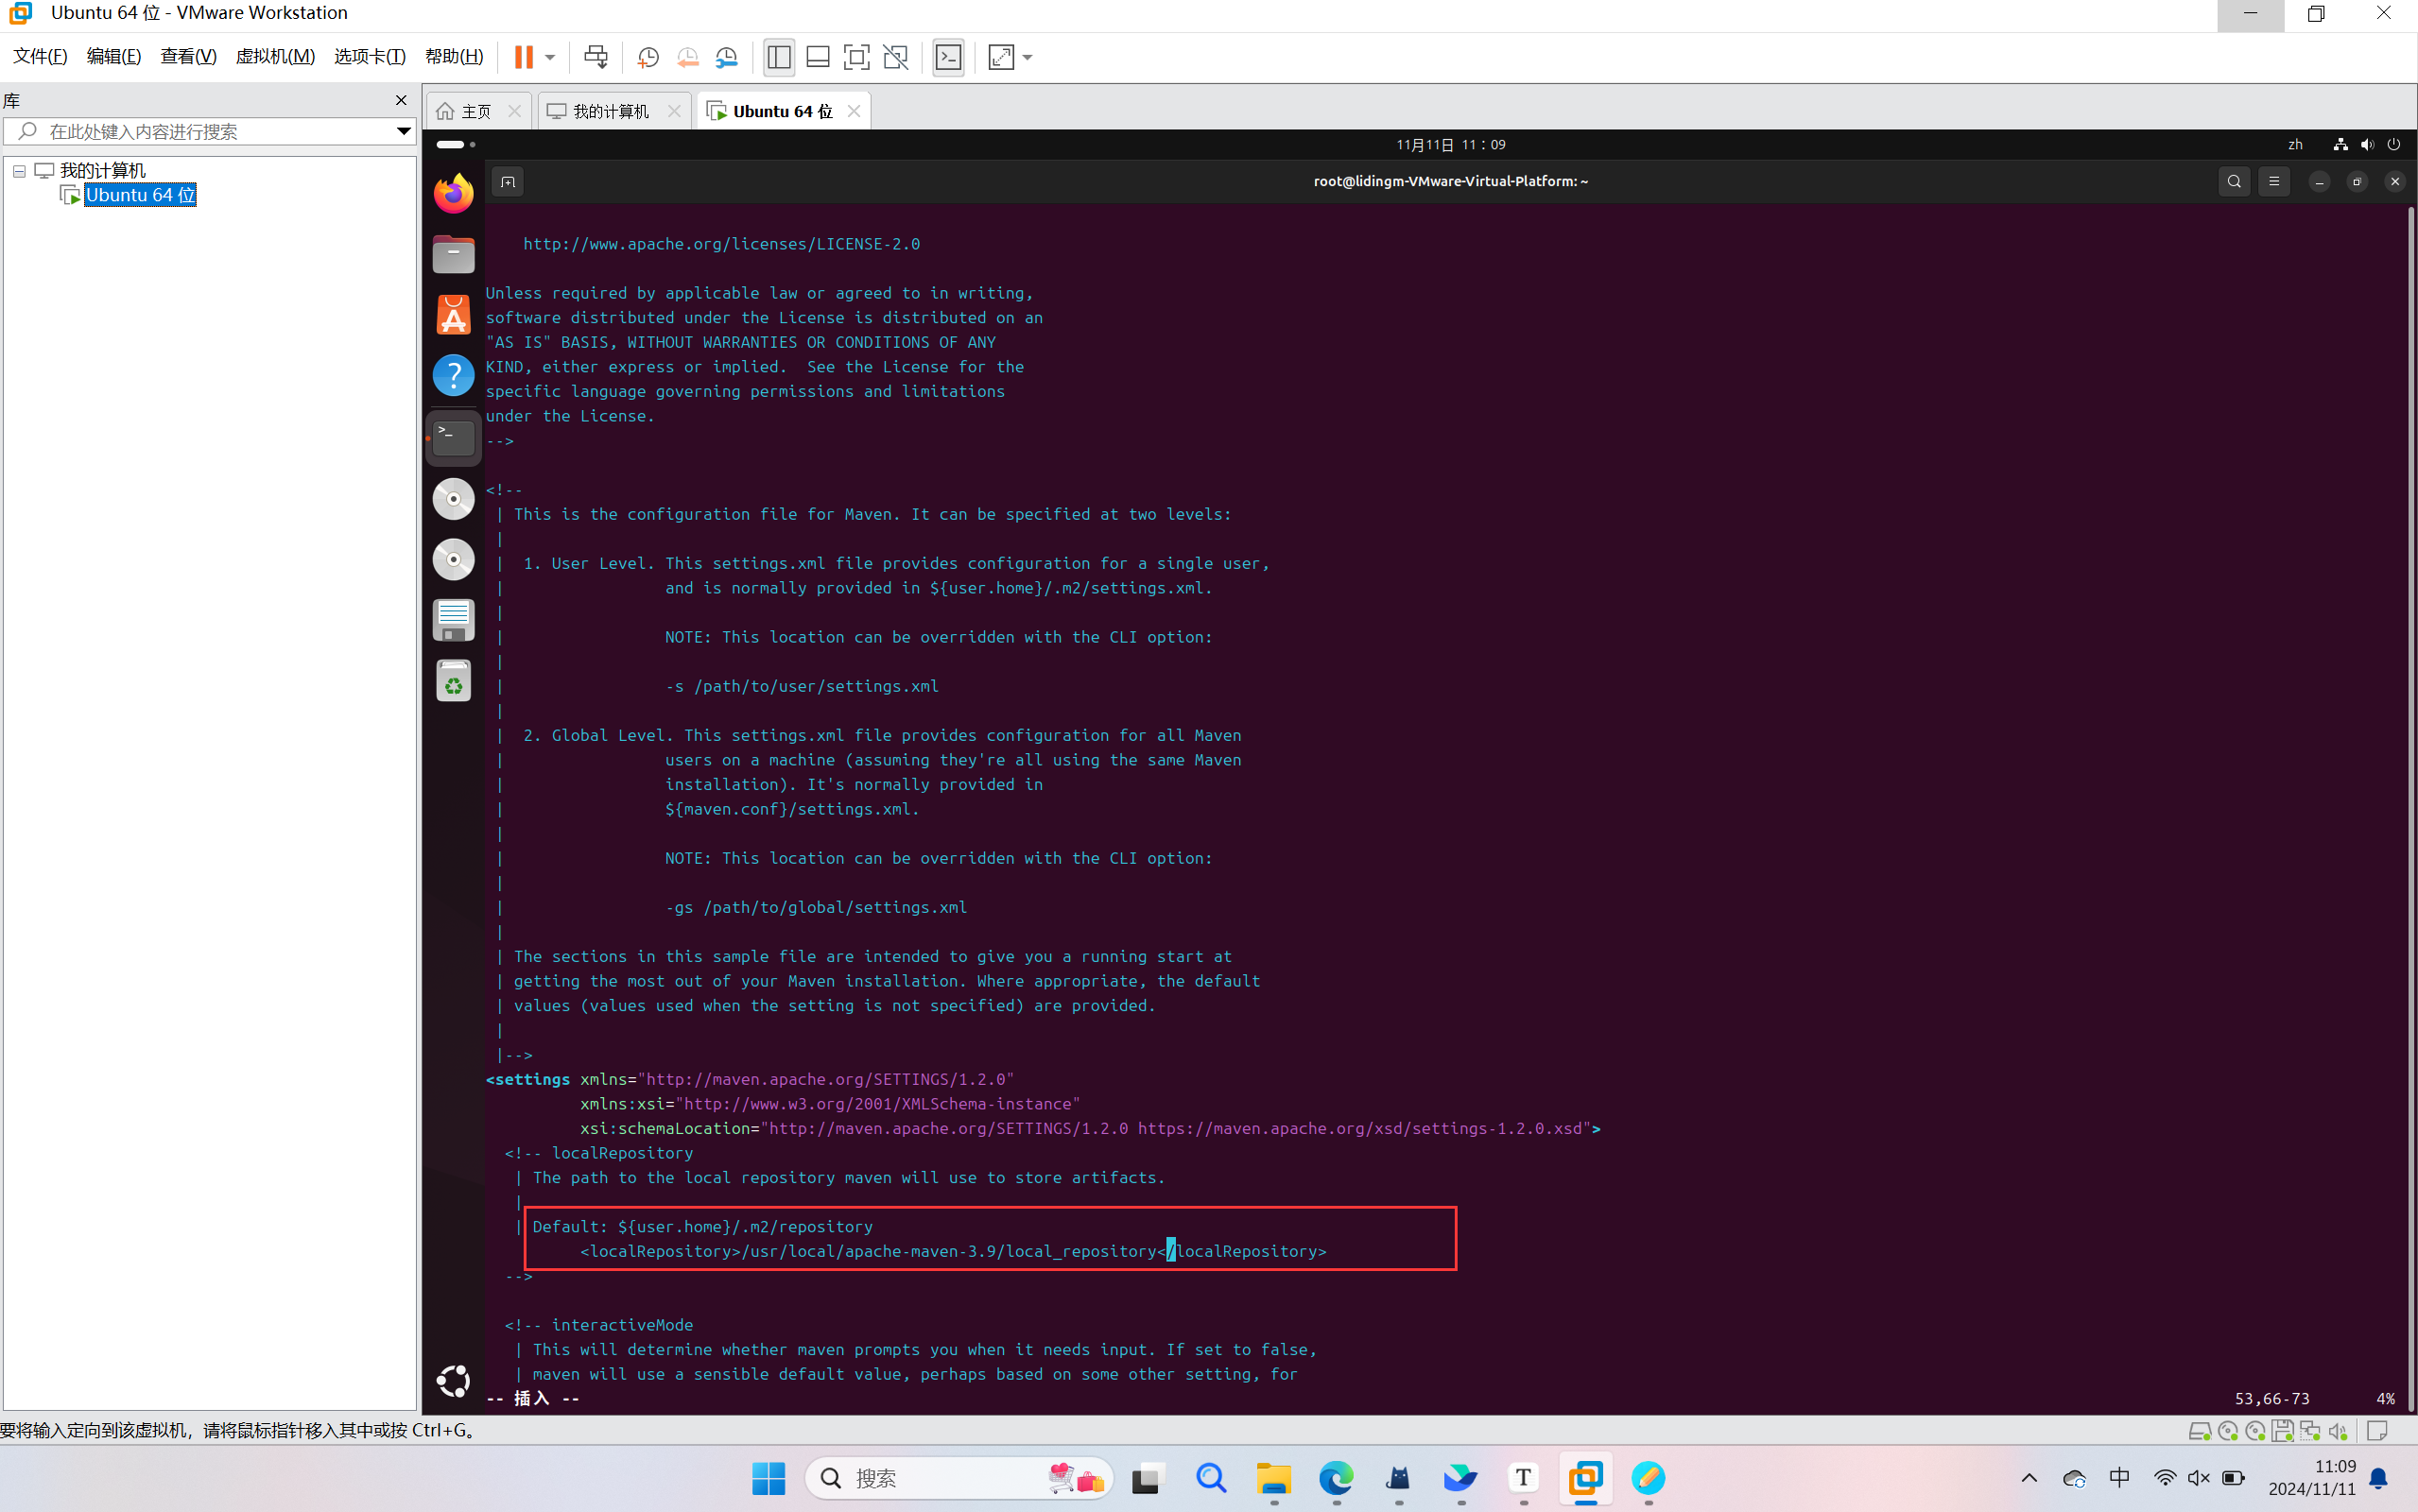 Ubuntu 64 位 - VMware Workstation
文件(F) 编辑(E) 查看(V) 虚拟机(M) 选项卡(T) 帮助(H)
库
在此处键入内容进行搜索
我的计算机
Ubuntu 64 位
主页 我的计算机 Ubuntu 64 位
11月11日 11：09
zh
root@lidingm-VMware-Virtual-Platform: ~
http://www.apache.org/licenses/LICENSE-2.0
Unless required by applicable law or agreed to in writing,
software distributed under the License is distributed on an
"AS IS" BASIS, WITHOUT WARRANTIES OR CONDITIONS OF ANY
KIND, either express or implied.  See the License for the
specific language governing permissions and limitations
under the License.
-->
<!--
| This is the configuration file for Maven. It can be specified at two levels:
|
|  1. User Level. This settings.xml file provides configuration for a single user,
|                 and is normally provided in ${user.home}/.m2/settings.xml.
|
|                 NOTE: This location can be overridden with the CLI option:
|
|                 -s /path/to/user/settings.xml
|
|  2. Global Level. This settings.xml file provides configuration for all Maven
|                 users on a machine (assuming they're all using the same Maven
|                 installation). It's normally provided in
|                 ${maven.conf}/settings.xml.
|
|                 NOTE: This location can be overridden with the CLI option:
|
|                 -gs /path/to/global/settings.xml
|
| The sections in this sample file are intended to give you a running start at
| getting the most out of your Maven installation. Where appropriate, the default
| values (values used when the setting is not specified) are provided.
|
|-->
<settings xmlns="http://maven.apache.org/SETTINGS/1.2.0"
xmlns:xsi="http://www.w3.org/2001/XMLSchema-instance"
xsi:schemaLocation="http://maven.apache.org/SETTINGS/1.2.0 https://maven.apache.org/xsd/settings-1.2.0.xsd">
<!-- localRepository
| The path to the local repository maven will use to store artifacts.
|
| Default: ${user.home}/.m2/repository
<localRepository>/usr/local/apache-maven-3.9/local_repository</localRepository>
-->
<!-- interactiveMode
| This will determine whether maven prompts you when it needs input. If set to false,
| maven will use a sensible default value, perhaps based on some other setting, for
-- 插入 --
53,66-73
4%
要将输入定向到该虚拟机，请将鼠标指针移入其中或按 Ctrl+G。
搜索
中
11:09
2024/11/11